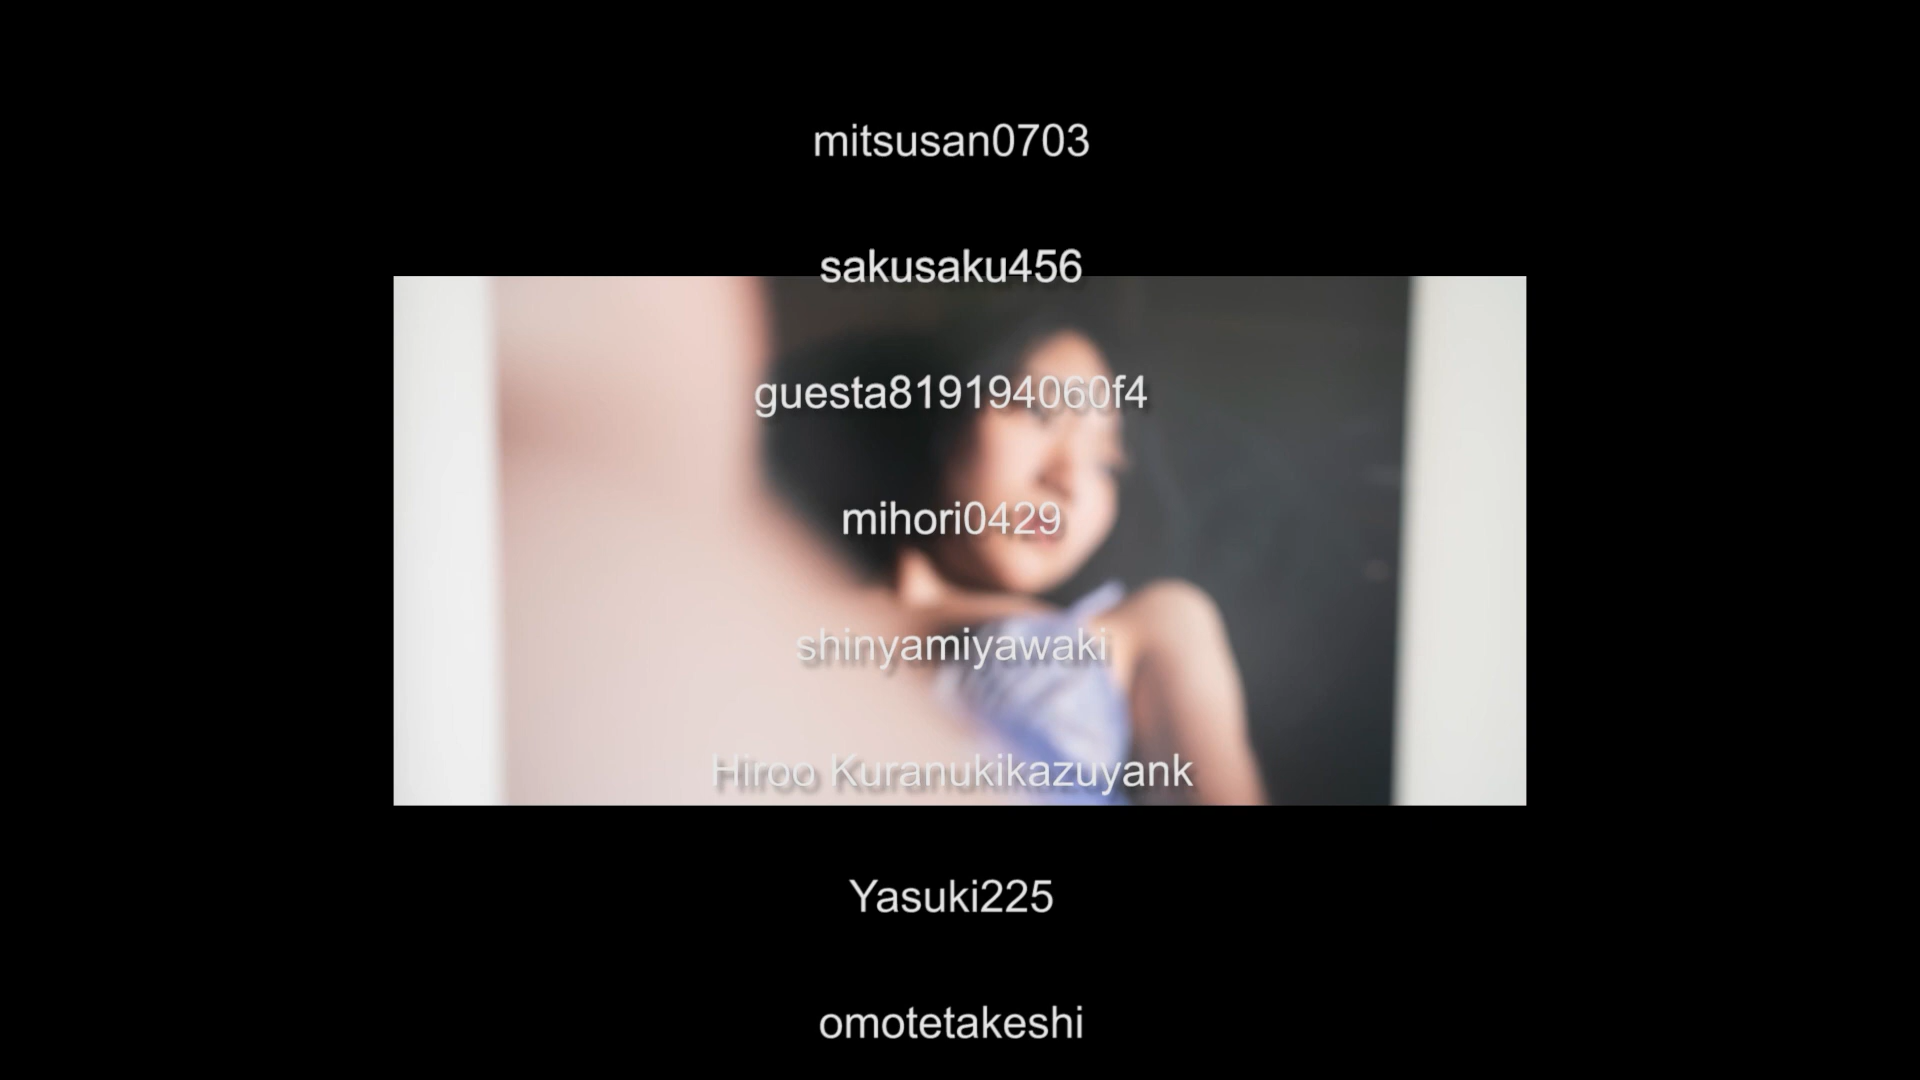 mitsusan0703
sakusaku456
guesta819194060f4
mihori0429
shinyamiyawaki
Hiroo Kuranukikazuyank
Yasuki225
omotetakeshi